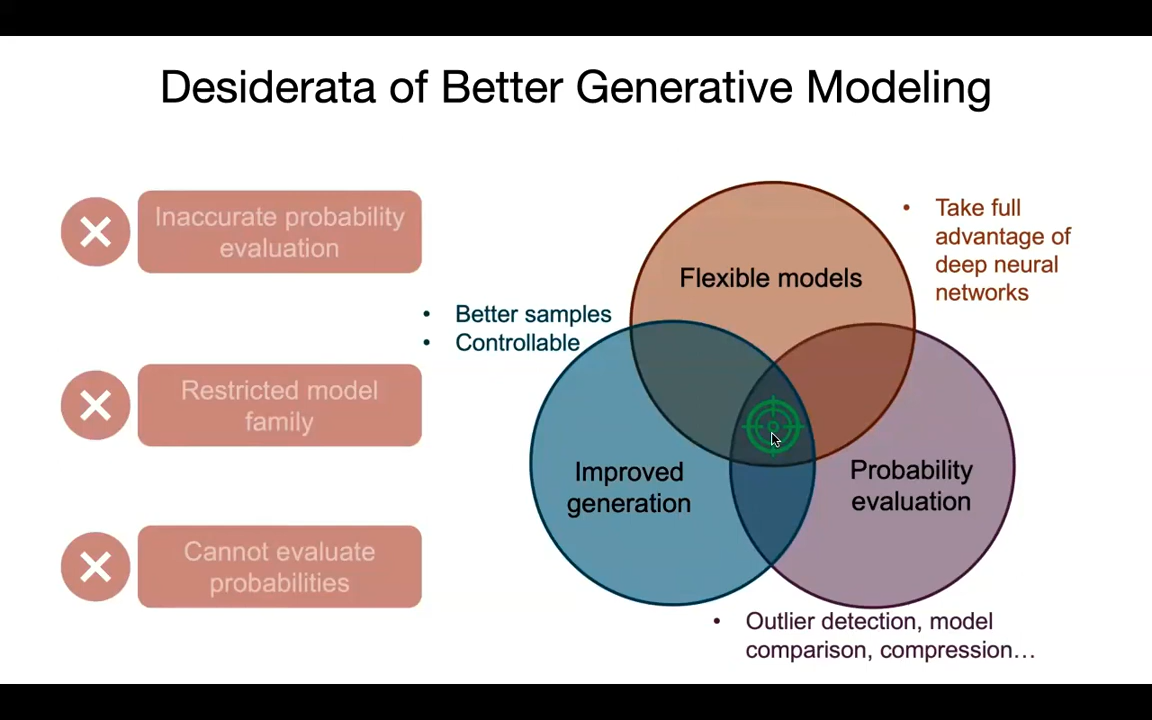 Desiderata of Better Generative Modeling
Inaccurate probability
evaluation
Restricted model
family
Cannot evaluate
probabilities
• Better samples
• Controllable
Flexible models
• Take full
advantage of
deep neural
networks
Improved
generation
Probability
evaluation
• Outlier detection, model
comparison, compression…